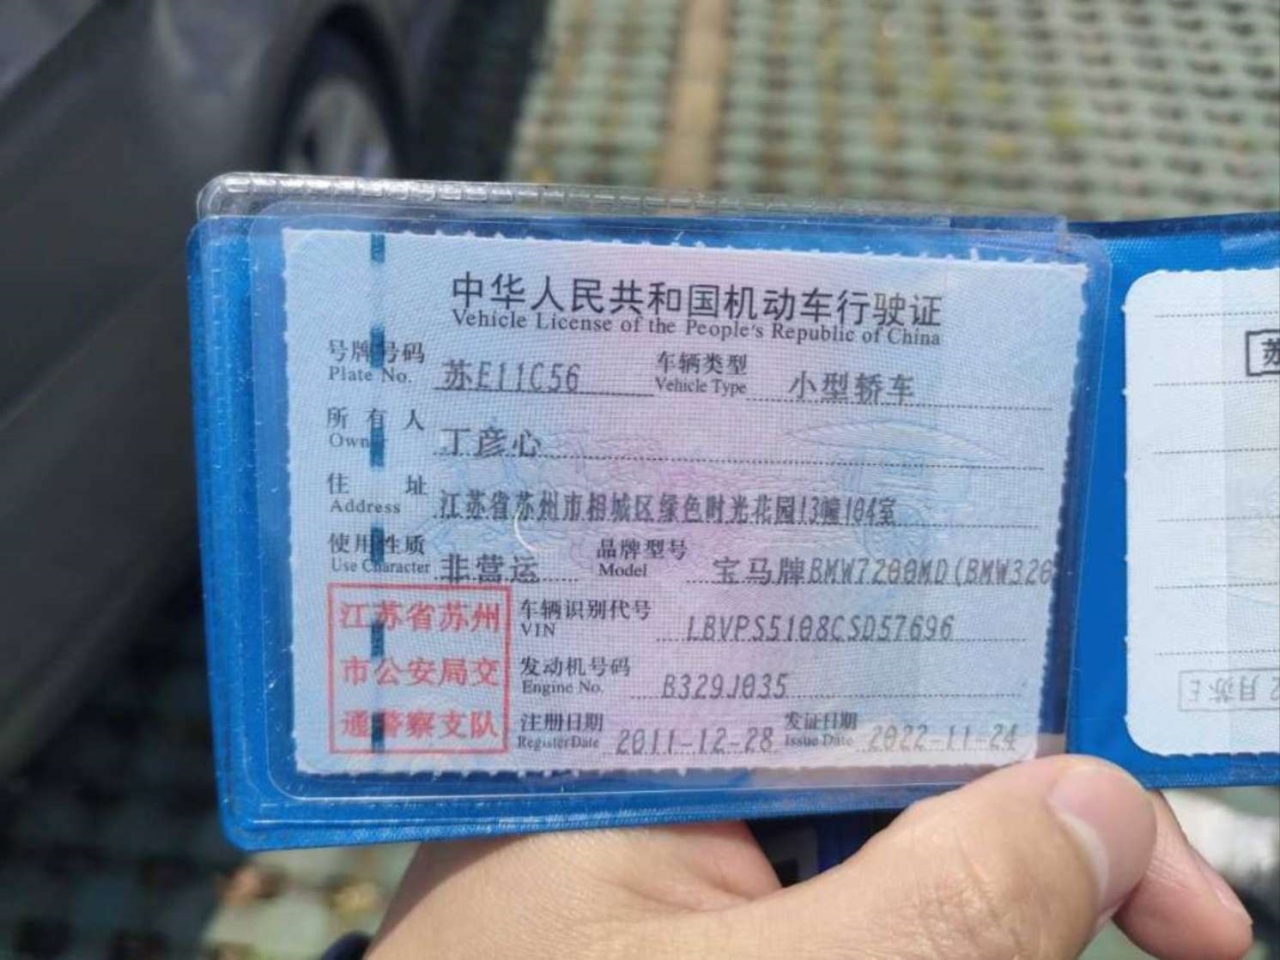 中华人民共和国机动车行驶证
Vehicle License of the People's Republic of China
号牌号码 苏E11C56 车辆类型 小型轿车
Plate No. Vehicle Type
所有人 丁彦心
Owner
住址 江苏省苏州市相城区绿色时光花园13幢104室
Address
使用性质 非营运 品牌型号 宝马牌BMW7200MD(BMW320
Use Character Model
江苏省苏州
市公安局交
通警察支队
车辆识别代号 LBVPS5108CSD57696
VIN
发动机号码 B329J035
Engine No.
注册日期 2011-12-28 发证日期 2022-11-24
Register Date Issue Date
苏